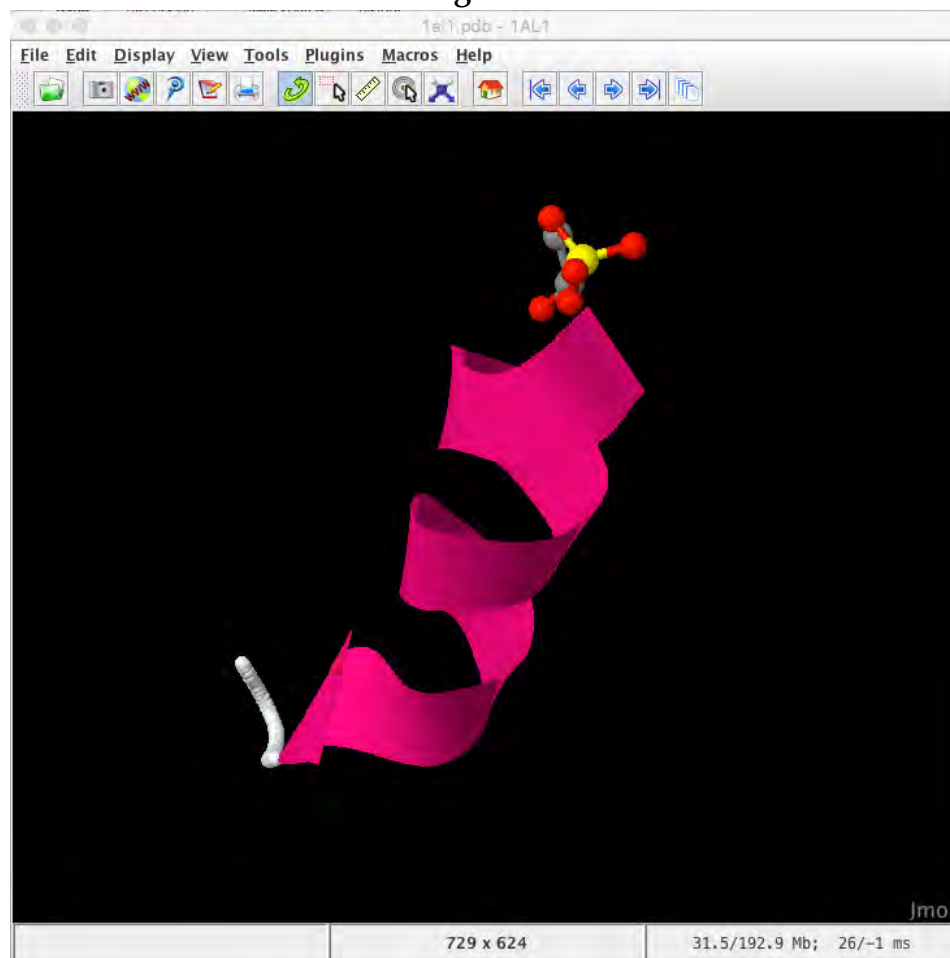 1al1.pdb - 1AL1
File Edit Display View Tools Plugins Macros Help
Jmo
729 x 624
31.5/192.9 Mb; 26/-1 ms